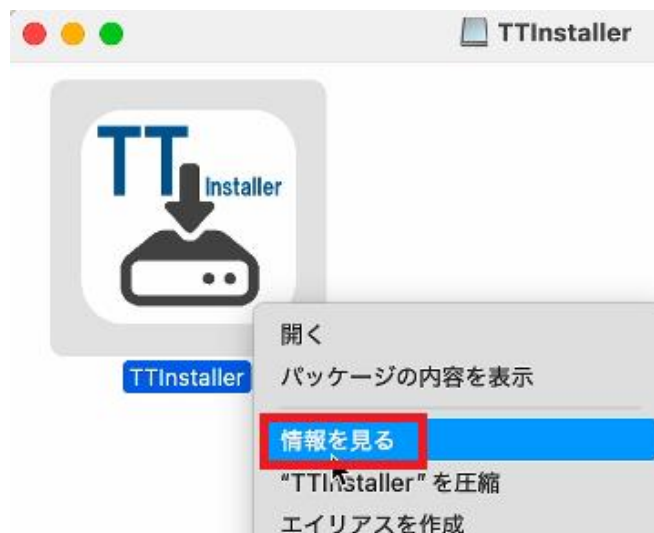 TTInstaller
TT Installer
TTInstaller
開く
パッケージの内容を表示
情報を見る
“TTInstaller” を圧縮
エイリアスを作成